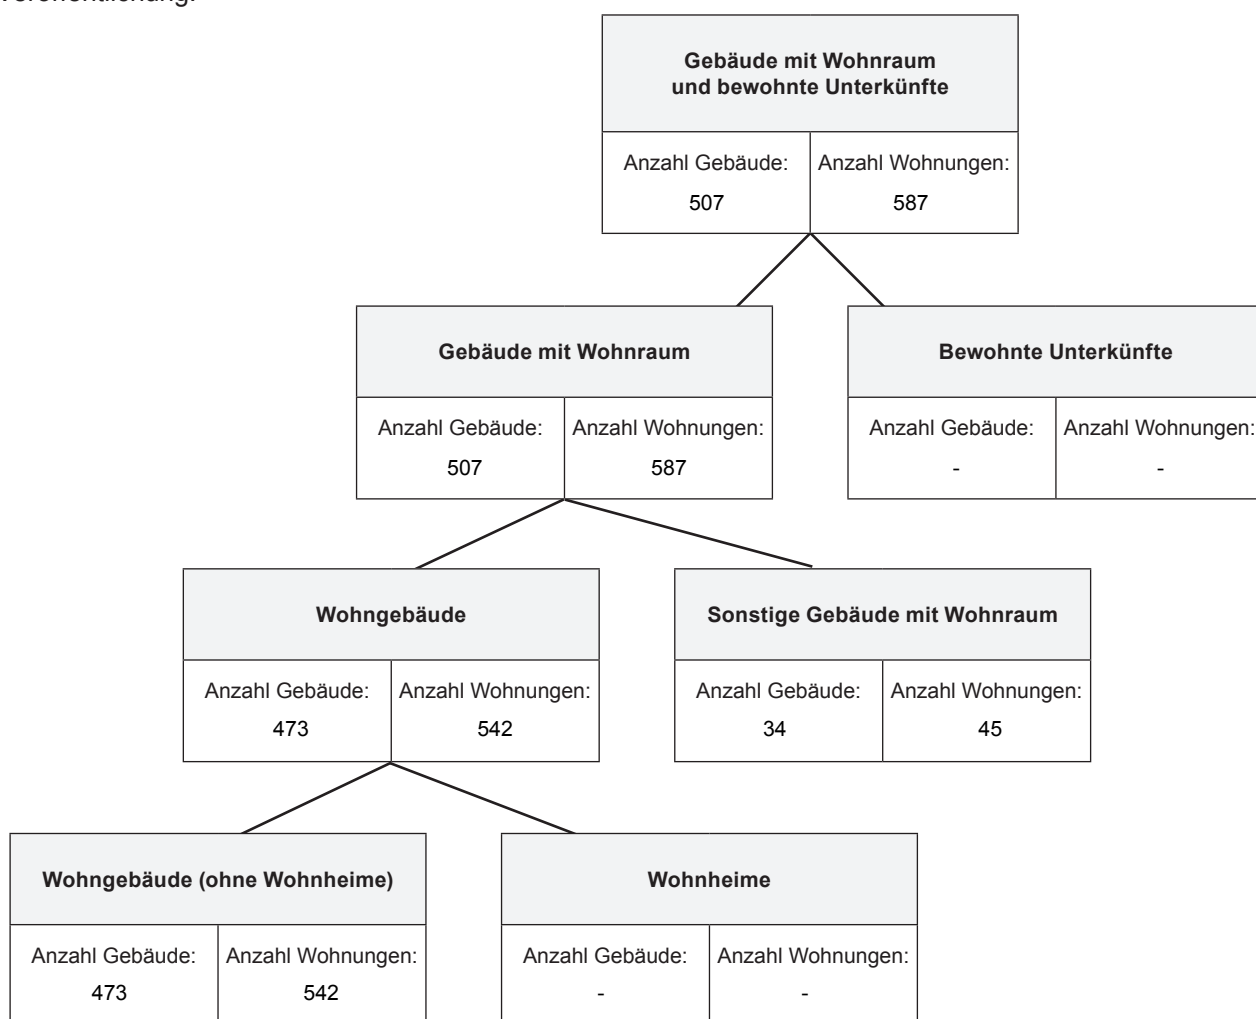 Veröffentlichung.
Gebäude mit Wohnraum
und bewohnte Unterkünfte
Anzahl Gebäude: Anzahl Wohnungen:
507 587
Gebäude mit Wohnraum Bewohnte Unterkünfte
Anzahl Gebäude: Anzahl Wohnungen: Anzahl Gebäude: Anzahl Wohnungen:
507 587 - -
Wohngebäude Sonstige Gebäude mit Wohnraum
Anzahl Gebäude: Anzahl Wohnungen: Anzahl Gebäude: Anzahl Wohnungen:
473 542 34 45
Wohngebäude (ohne Wohnheime) Wohnheime
Anzahl Gebäude: Anzahl Wohnungen: Anzahl Gebäude: Anzahl Wohnungen:
473 542 - -